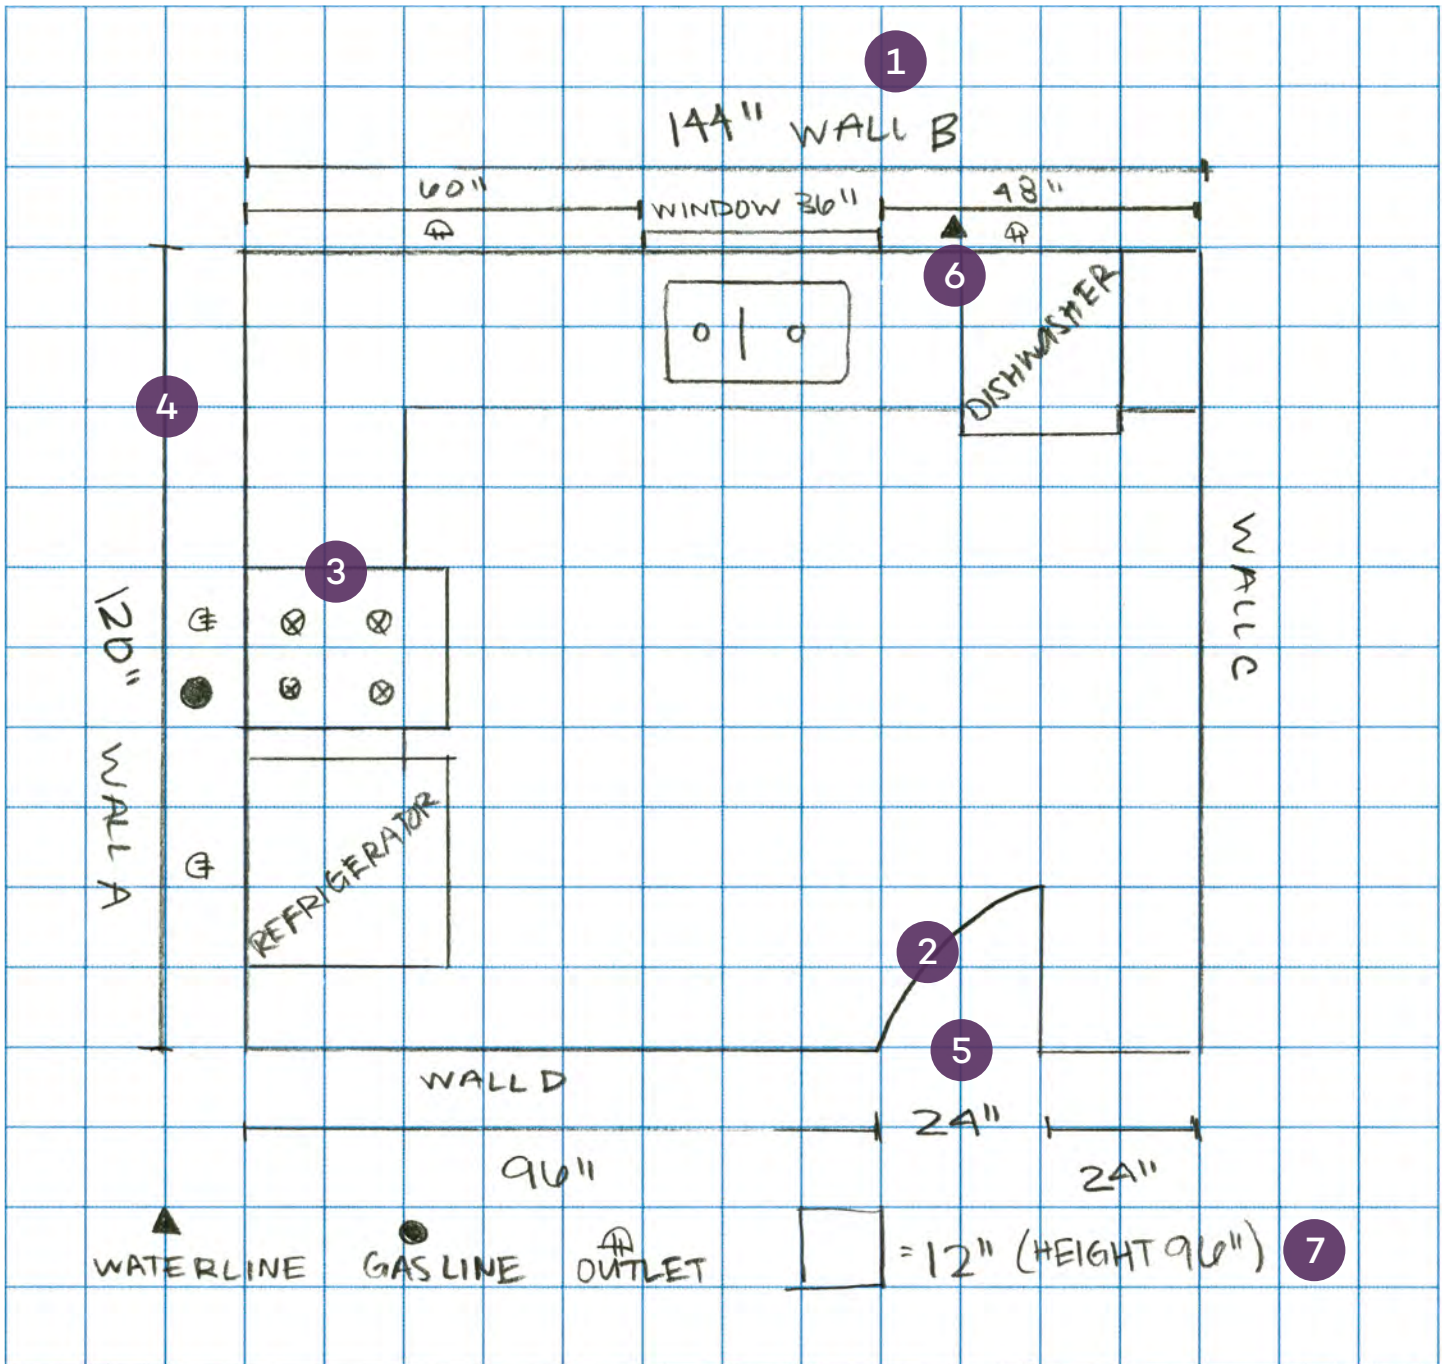 1
144" WALL B
60"
WINDOW 36"
48"
6
DISHWASHER
4
3
120"
WALL A
WALL C
REFRIGERATOR
2
5
WALL D
24"
96"
24"
WATERLINE
GAS LINE
OUTLET
= 12" (HEIGHT 96")
7